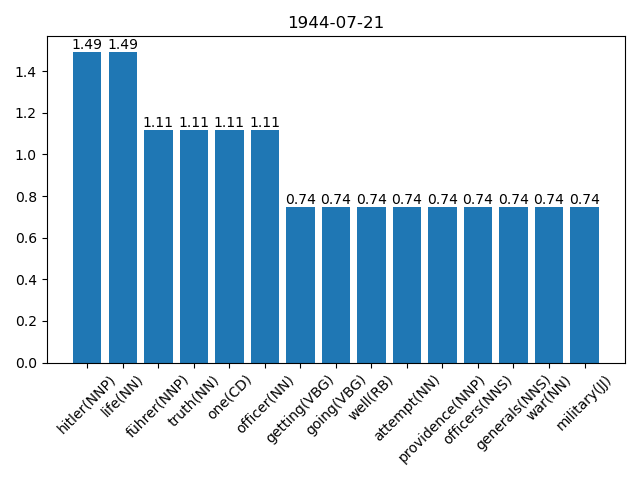 1944-07-21
1.49 1.49
1.11 1.11 1.11 1.11
0.74 0.74 0.74 0.74 0.74 0.74 0.74 0.74 0.74
1.4
1.2
1.0
0.8
0.6
0.4
0.2
0.0
hitler(NNP)
life(NN)
führer(NNP)
truth(NN)
one(CD)
officer(NN)
getting(VBG)
going(VBG)
well(RB)
attempt(NN)
providence(NNP)
officers(NNS)
generals(NNS)
war(NN)
military(JJ)